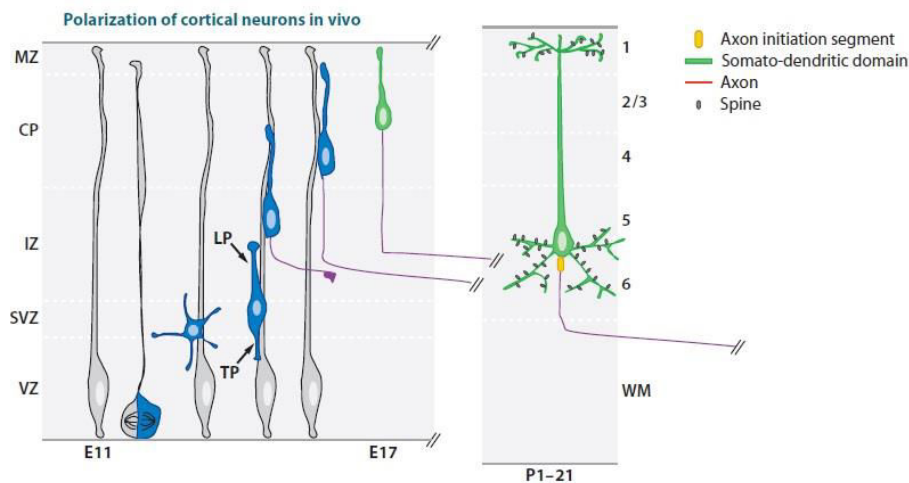 Polarization of cortical neurons in vivo
MZ
CP
IZ
SVZ
VZ
LP
TP
E11
E17
1
2/3
4
5
6
WM
P1–21
Axon initiation segment
Somato-dendritic domain
Axon
Spine